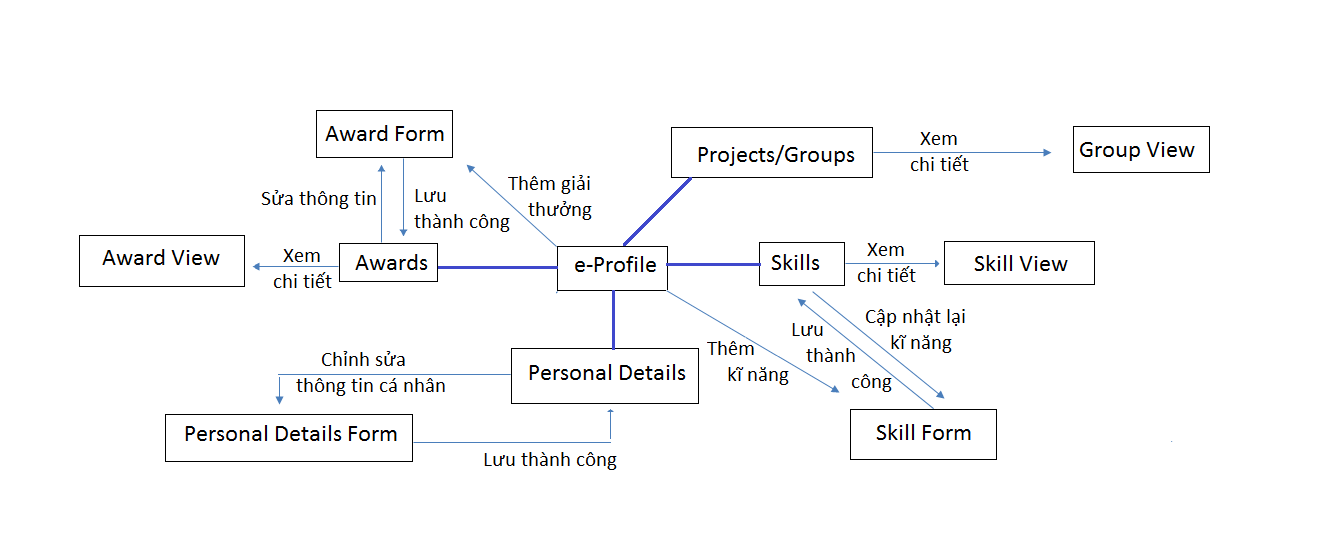 Award Form
Projects/Groups
Xem
chi tiết
Group View
Thêm giải
thưởng
Sửa thông tin
Lưu
thành công
Award View
Xem
chi tiết
Awards
e-Profile
Skills
Xem
chi tiết
Skill View
Cập nhật lại
kĩ năng
Lưu
thành
công
Thêm
kĩ năng
Chỉnh sửa
thông tin cá nhân
Personal Details
Personal Details Form
Skill Form
Lưu thành công